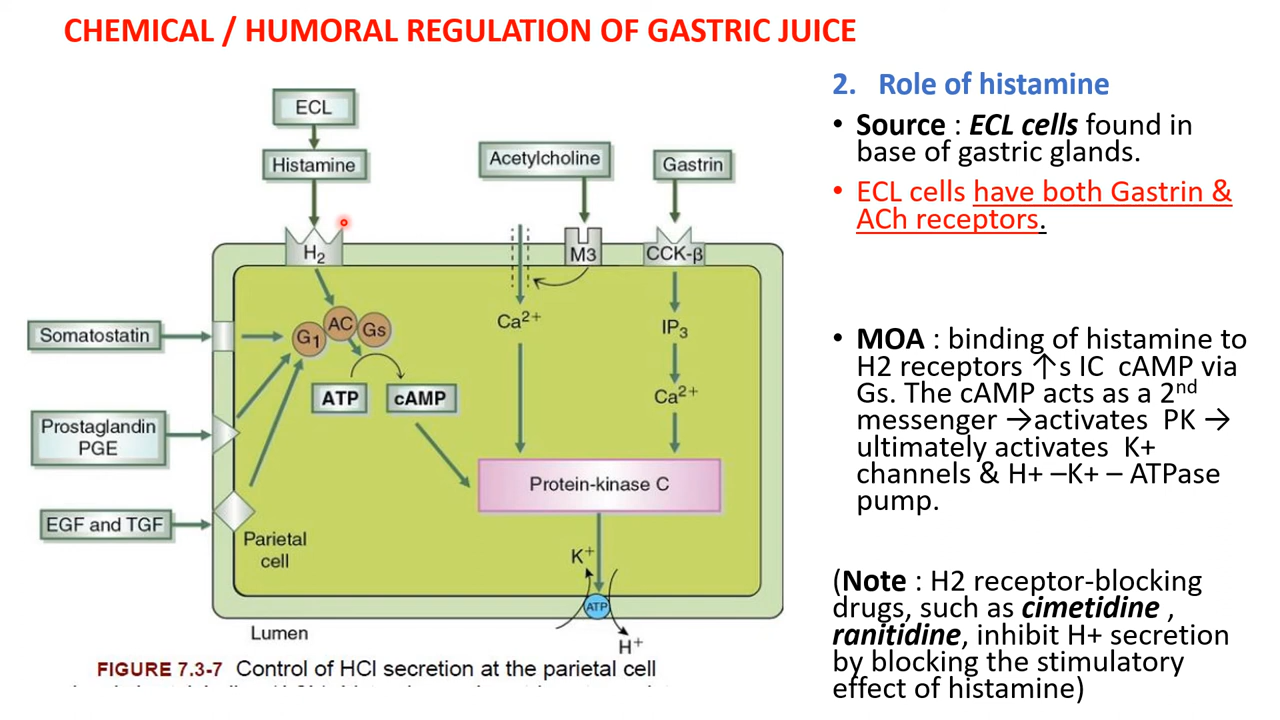 CHEMICAL / HUMORAL REGULATION OF GASTRIC JUICE
ECL
Histamine
Acetylcholine
Gastrin
H2
M3
CCK-β
Somatostatin
G1
AC
Gs
Ca2+
IP3
Ca2+
ATP
cAMP
Prostaglandin
PGE
Protein-kinase C
EGF and TGF
Parietal
cell
K+
ATP
Lumen
H+
FIGURE 7.3-7 Control of HCl secretion at the parietal cell
2. Role of histamine
• Source : ECL cells found in
base of gastric glands.
• ECL cells have both Gastrin &
ACh receptors.
• MOA : binding of histamine to
H2 receptors ↑s IC cAMP via
Gs. The cAMP acts as a 2nd
messenger →activates PK →
ultimately activates K+
channels & H+ –K+ – ATPase
pump.
(Note : H2 receptor-blocking
drugs, such as cimetidine ,
ranitidine, inhibit H+ secretion
by blocking the stimulatory
effect of histamine)